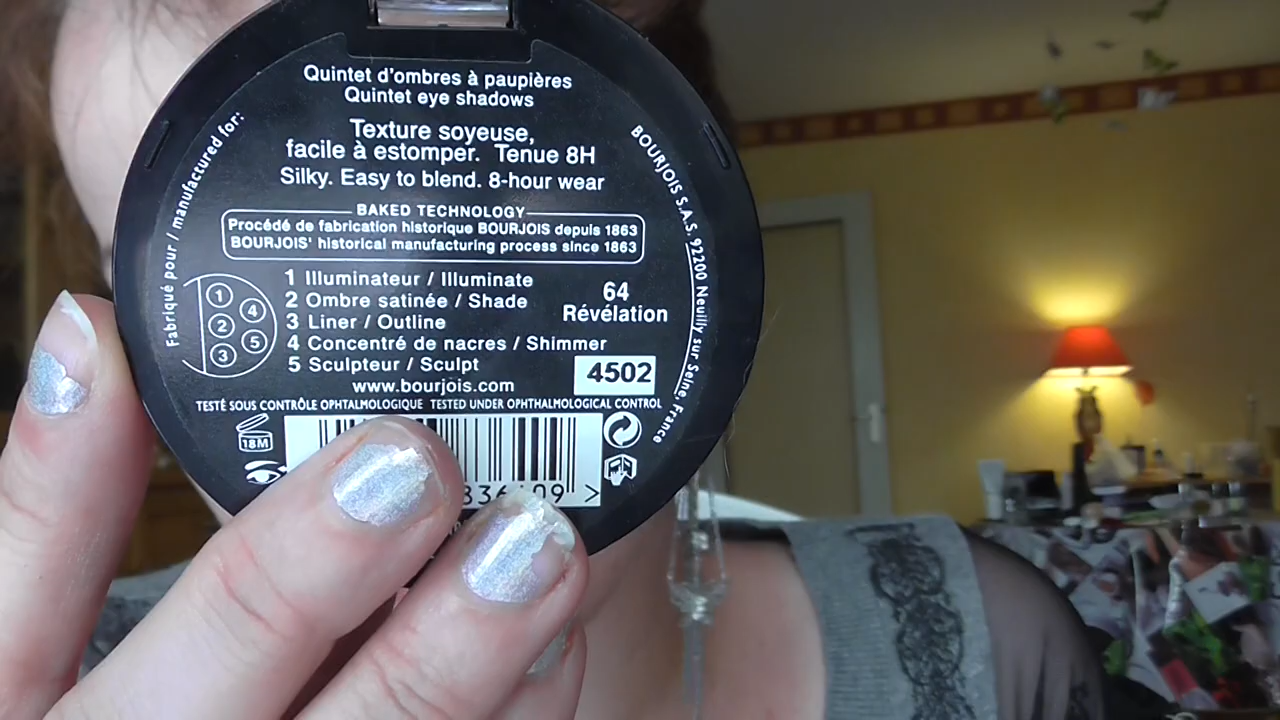 Quintet d'ombres à paupières
Quintet eye shadows
Texture soyeuse,
facile à estomper. Tenue 8H
Silky. Easy to blend. 8-hour wear
BAKED TECHNOLOGY
Procédé de fabrication historique BOURJOIS depuis 1863
BOURJOIS' historical manufacturing process since 1863
Fabriqué pour / manufactured for:
BOURJOIS S.A.S. 92200 Neuilly sur Seine, France
1 Illuminateur / Illuminate
2 Ombre satinée / Shade
3 Liner / Outline
4 Concentré de nacres / Shimmer
5 Sculpteur / Sculpt
1
2
3
4
5
64
Révélation
4502
www.bourjois.com
TESTÉ SOUS CONTRÔLE OPHTALMOLOGIQUE TESTED UNDER OPHTHALMOLOGICAL CONTROL
18M
>